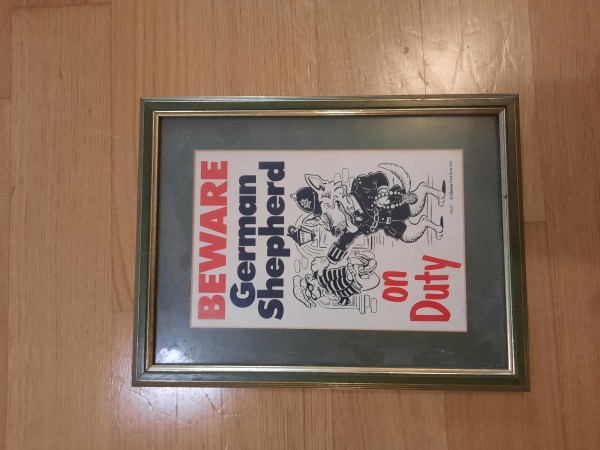 BEWARE
German
Shepherd
on
Duty